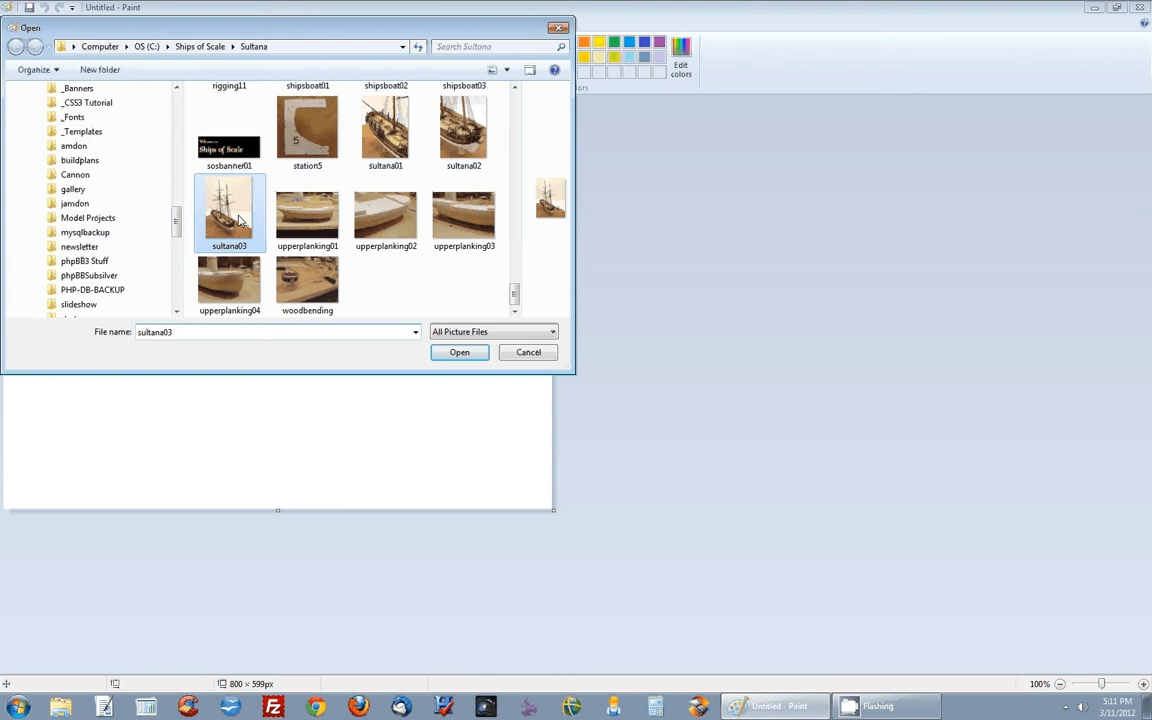 Untitled - Paint
Open
Computer
OS (C:)
Ships of Scale
Sultana
Search Sultana
Organize
New folder
Edit
colors
_Banners
_CSS3 Tutorial
_Fonts
_Templates
amdon
buildplans
Cannon
gallery
jamdon
Model Projects
mysqlbackup
newsletter
phpBB3 Stuff
phpBBSubsilver
PHP-DB-BACKUP
slideshow
rigging11
shipsboat01
shipsboat02
shipsboat03
Ships of Scale
5
sosbanner01
station5
sultana01
sultana02
sultana03
upperplanking01
upperplanking02
upperplanking03
upperplanking04
woodbending
File name:
sultana03
All Picture Files
Open
Cancel
800 × 599px
100%
Untitled - Paint
Flashing
5:11 PM
3/11/2012